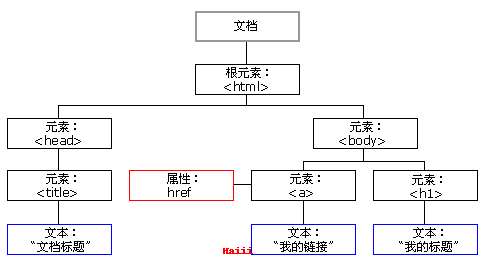 文档
根元素：
<html>
元素：
<head>
元素：
<body>
元素：
<title>
属性：
href
元素：
<a>
元素：
<h1>
文本：
“文档标题”
文本：
“我的链接”
文本：
“我的标题”